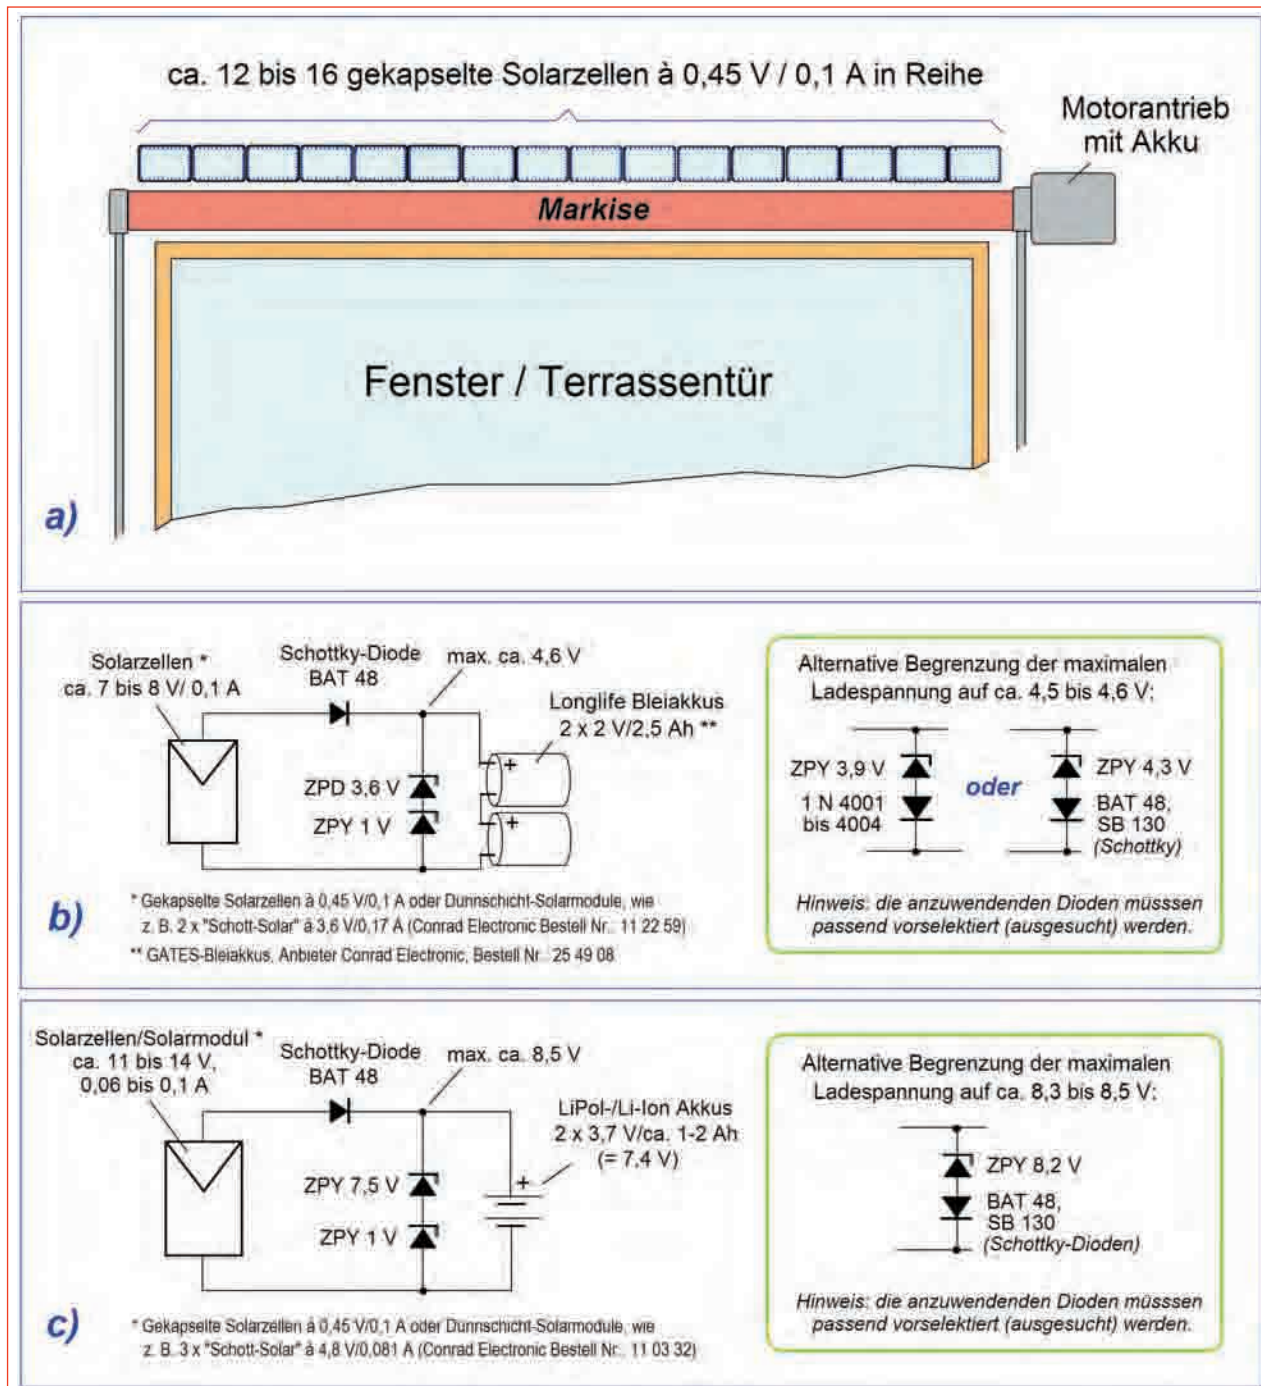 ca. 12 bis 16 gekapselte Solarzellen à 0,45 V / 0,1 A in Reihe
Motorantrieb
mit Akku
Markise
Fenster / Terrassentür
a)
Solarzellen *
ca. 7 bis 8 V/ 0,1 A
Schottky-Diode
BAT 48
max. ca. 4,6 V
Longlife Bleiakkus
2 x 2 V/2,5 Ah **
ZPD 3,6 V
ZPY 1 V
+
+
* Gekapselte Solarzellen à 0,45 V/0,1 A oder Dunnschicht-Solarmodule, wie
z. B. 2 x "Schott-Solar" à 3,6 V/0,17 A (Conrad Electronic Bestell Nr.. 11 22 59)
** GATES-Bleiakkus, Anbieter Conrad Electronic, Bestell Nr.. 25 49 08
b)
Alternative Begrenzung der maximalen
Ladespannung auf ca. 4,5 bis 4,6 V:
ZPY 3,9 V
1 N 4001
bis 4004
oder
ZPY 4,3 V
BAT 48,
SB 130
(Schottky)
Hinweis: die anzuwendenden Dioden müsssen
passend vorselektiert (ausgesucht) werden.
Solarzellen/Solarmodul *
ca. 11 bis 14 V,
0,06 bis 0,1 A
Schottky-Diode
BAT 48
max. ca. 8,5 V
LiPol-/Li-Ion Akkus
2 x 3,7 V/ca. 1-2 Ah
(= 7,4 V)
ZPY 7,5 V
ZPY 1 V
+
* Gekapselte Solarzellen à 0,45 V/0,1 A oder Dunnschicht-Solarmodule, wie
z. B. 3 x "Schott-Solar" à 4,8 V/0,081 A (Conrad Electronic Bestell Nr.. 11 03 32)
c)
Alternative Begrenzung der maximalen
Ladespannung auf ca. 8,3 bis 8,5 V:
ZPY 8,2 V
BAT 48,
SB 130
(Schottky-Dioden)
Hinweis: die anzuwendenden Dioden müsssen
passend vorselektiert (ausgesucht) werden.